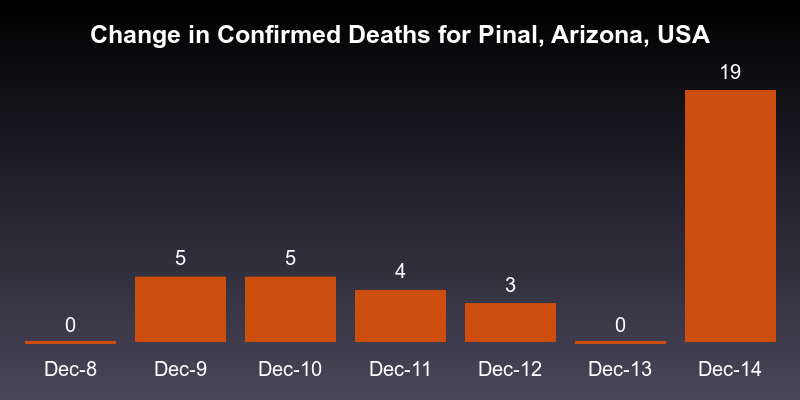 Change in Confirmed Deaths for Pinal, Arizona, USA
19
5
5
4
3
0
0
Dec-8
Dec-9
Dec-10
Dec-11
Dec-12
Dec-13
Dec-14